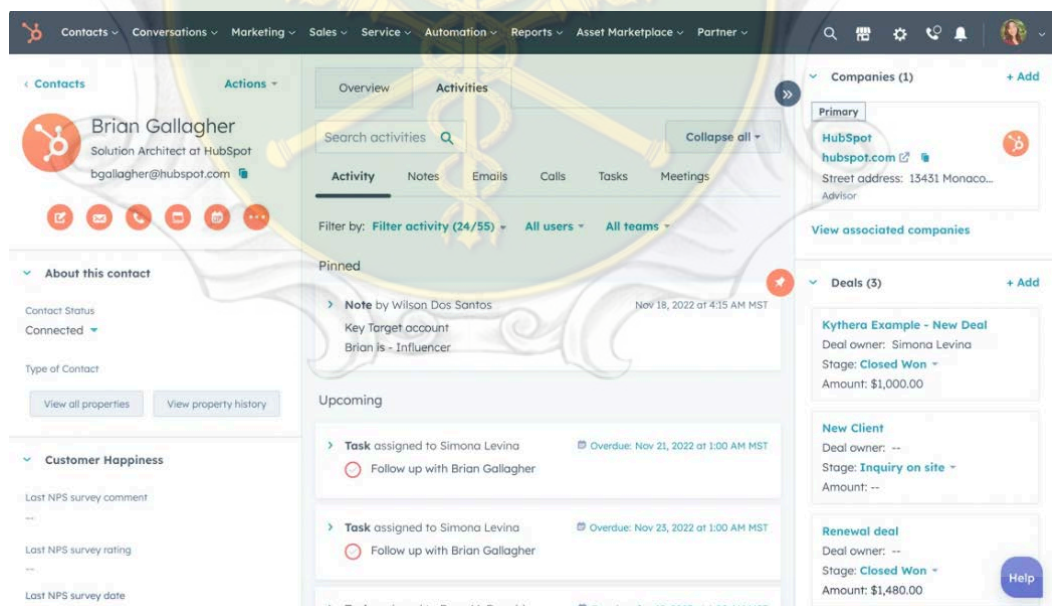 Contacts Conversations Marketing Sales Service Automation Reports Asset Marketplace Partner
Contacts
Actions
Brian Gallagher
Solution Architect at HubSpot
bgallagher@hubspot.com
About this contact
Contact Status
Connected
Type of Contact
View all properties View property history
Customer Happiness
Last NPS survey comment
--
Last NPS survey rating
--
Last NPS survey date
Overview Activities
Search activities
Collapse all
Activity Notes Emails Calls Tasks Meetings
Filter by: Filter activity (24/55) All users All teams
Pinned
Note by Wilson Dos Santos Nov 18, 2022 at 4:15 AM MST
Key Target account
Brian is - Influencer
Upcoming
Task assigned to Simona Levina Overdue: Nov 21, 2022 at 1:00 AM MST
Follow up with Brian Gallagher
Task assigned to Simona Levina Overdue: Nov 23, 2022 at 1:00 AM MST
Follow up with Brian Gallagher
Companies (1) + Add
Primary
HubSpot
hubspot.com
Street address: 13431 Monaco...
Advisor
View associated companies
Deals (3) + Add
Kythera Example - New Deal
Deal owner: Simona Levina
Stage: Closed Won
Amount: $1,000.00
New Client
Deal owner: --
Stage: Inquiry on site
Amount: --
Renewal deal
Deal owner: --
Stage: Closed Won
Amount: $1,480.00
Help